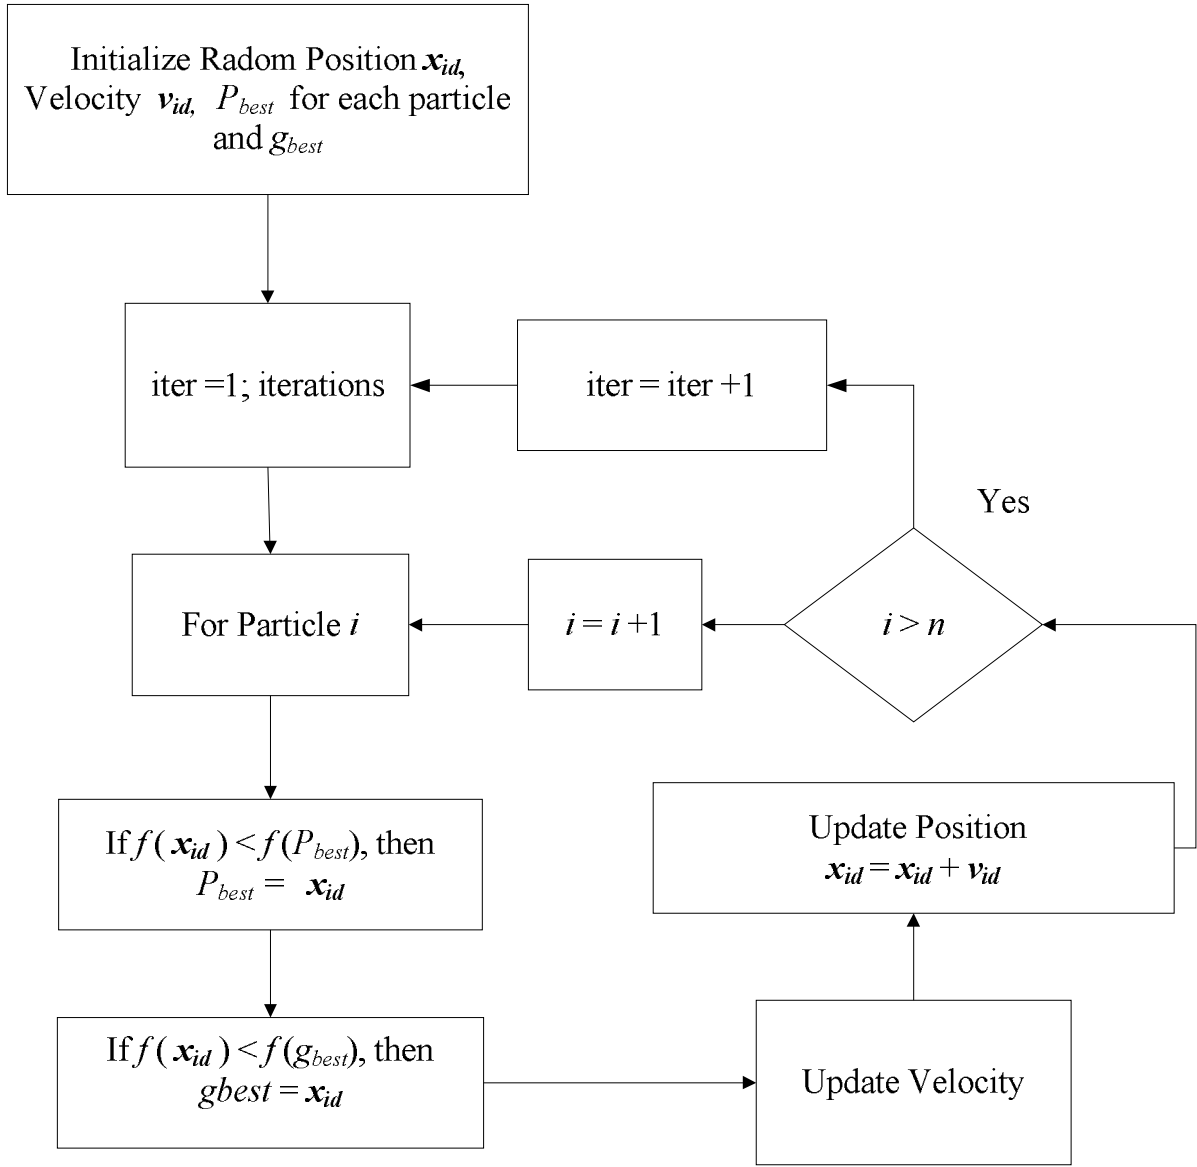 Initialize Radom Position xid,
Velocity vid, Pbest for each particle
and gbest
iter =1; iterations
iter = iter +1
Yes
For Particle i
i = i +1
i > n
If f( xid ) < f(Pbest), then
Pbest = xid
Update Position
xid = xid + vid
If f( xid ) < f(gbest), then
gbest = xid
Update Velocity